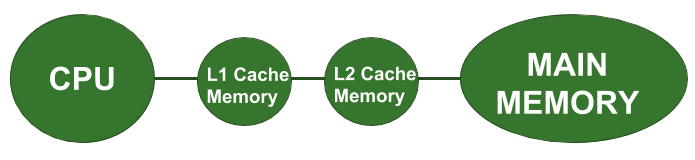 CPU
L1 Cache
Memory
L2 Cache
Memory
MAIN
MEMORY